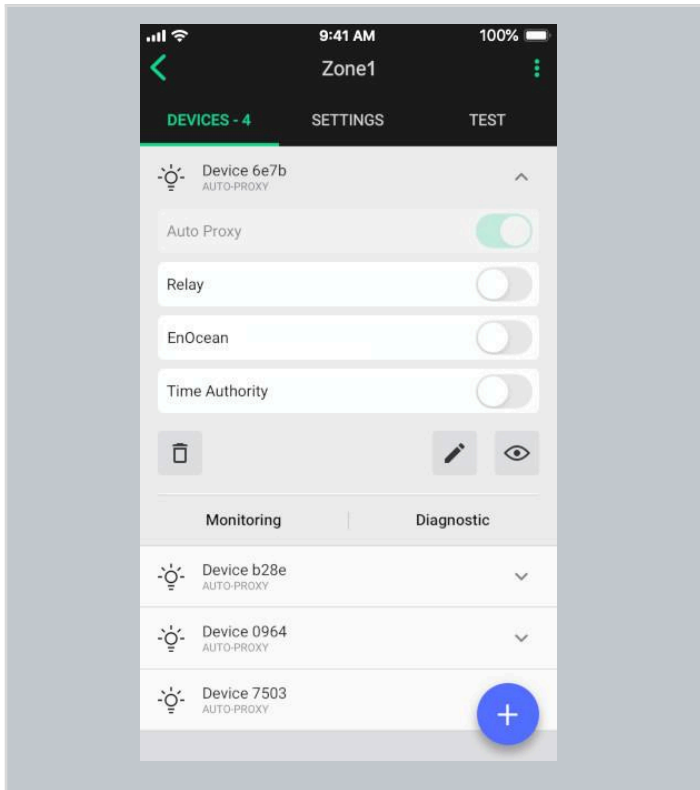 9:41 AM 100%
Zone1
DEVICES - 4 SETTINGS TEST
Device 6e7b
AUTO-PROXY
Auto Proxy
Relay
EnOcean
Time Authority
Monitoring Diagnostic
Device b28e
AUTO-PROXY
Device 0964
AUTO-PROXY
Device 7503
AUTO-PROXY